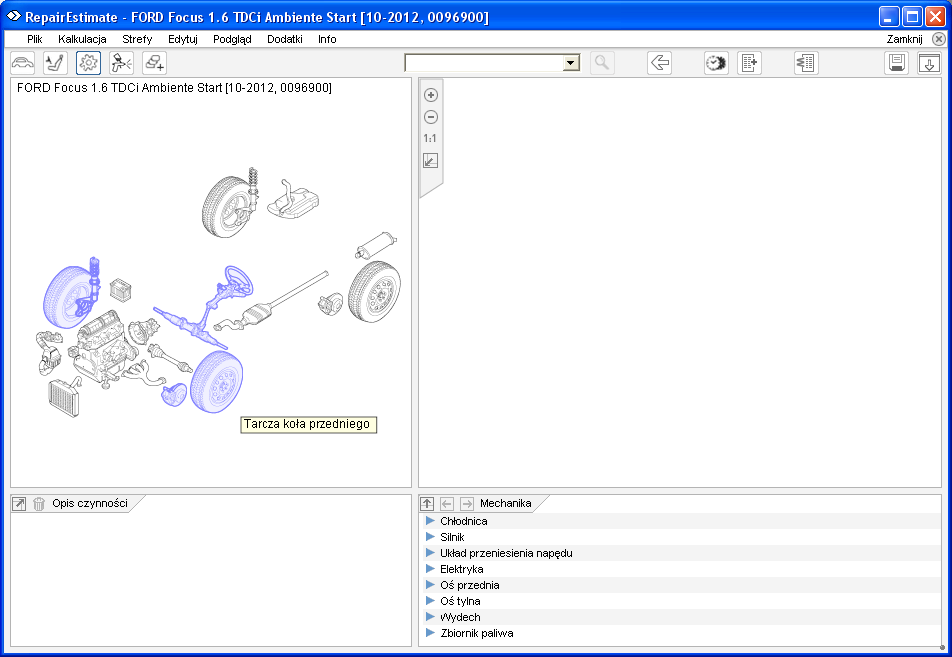 RepairEstimate - FORD Focus 1.6 TDCi Ambiente Start [10-2012, 0096900]
Plik Kalkulacja Strefy Edytuj Podgląd Dodatki Info Zamknij
FORD Focus 1.6 TDCi Ambiente Start [10-2012, 0096900]
1:1
Tarcza koła przedniego
Opis czynności
Mechanika
Chłodnica
Silnik
Układ przeniesienia napędu
Elektryka
Oś przednia
Oś tylna
Wydech
Zbiornik paliwa